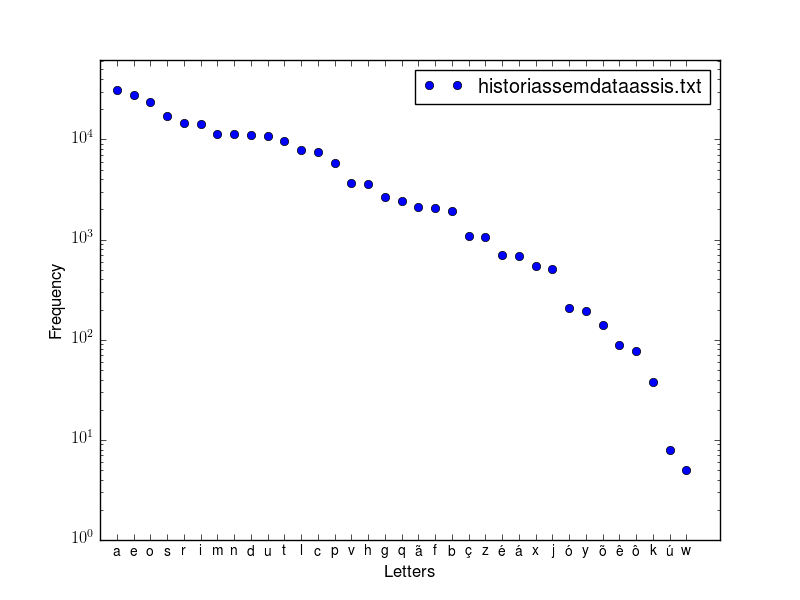 historiassemdataassis.txt
10^4
10^3
10^2
10^1
10^0
Frequency
a e o s r i m n d u t l c p v h g q ã f b ç z é á x j ó y õ ê ô k ú w
Letters